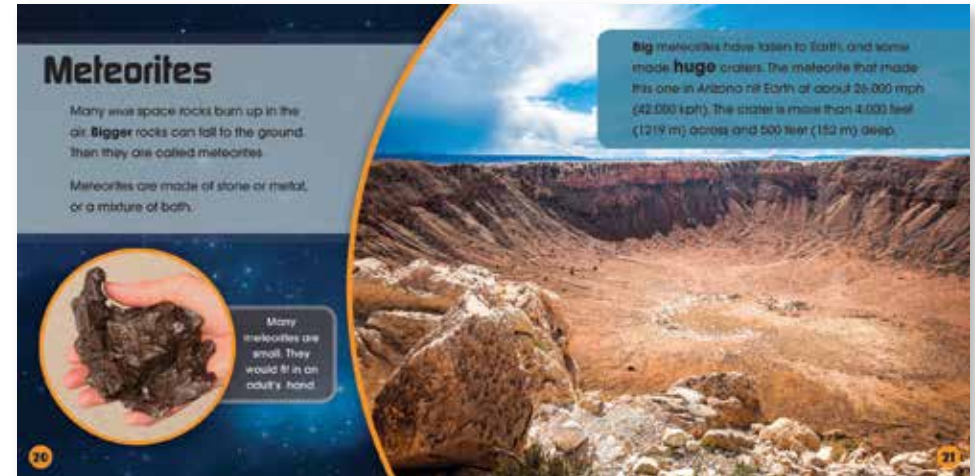 Meteorites
Many small space rocks burn up in the
air. Bigger rocks can fall to the ground.
Then they are called meteorites.
Meteorites are made of stone or metal,
or a mixture of both.
Many
meteorites are
small. They
would fit in an
adult's hand.
20
Big meteorites have fallen to Earth, and some
made huge craters. The meteorite that made
this one in Arizona hit Earth at about 26,000 mph
(42,000 kph). The crater is more than 4,000 feet
(1219 m) across and 500 feet (152 m) deep.
21